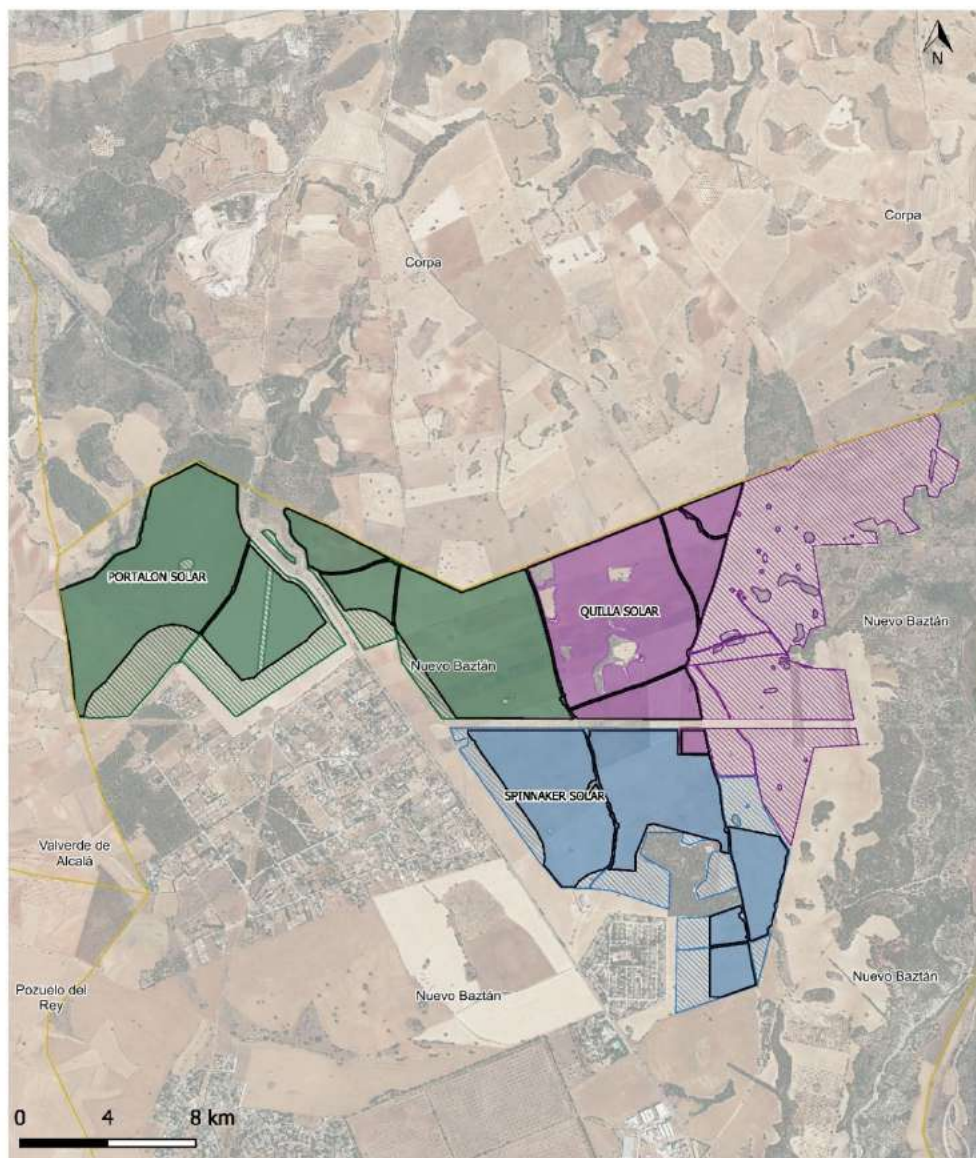 N
Corpa
Corpa
PORTALON SOLAR
QUILLA SOLAR
Nuevo Baztán
Nuevo Baztán
SPINNAKER SOLAR
Valverde de
Alcalá
Pozuelo del
Rey
Nuevo Baztán
Nuevo Baztán
0 4 8 km